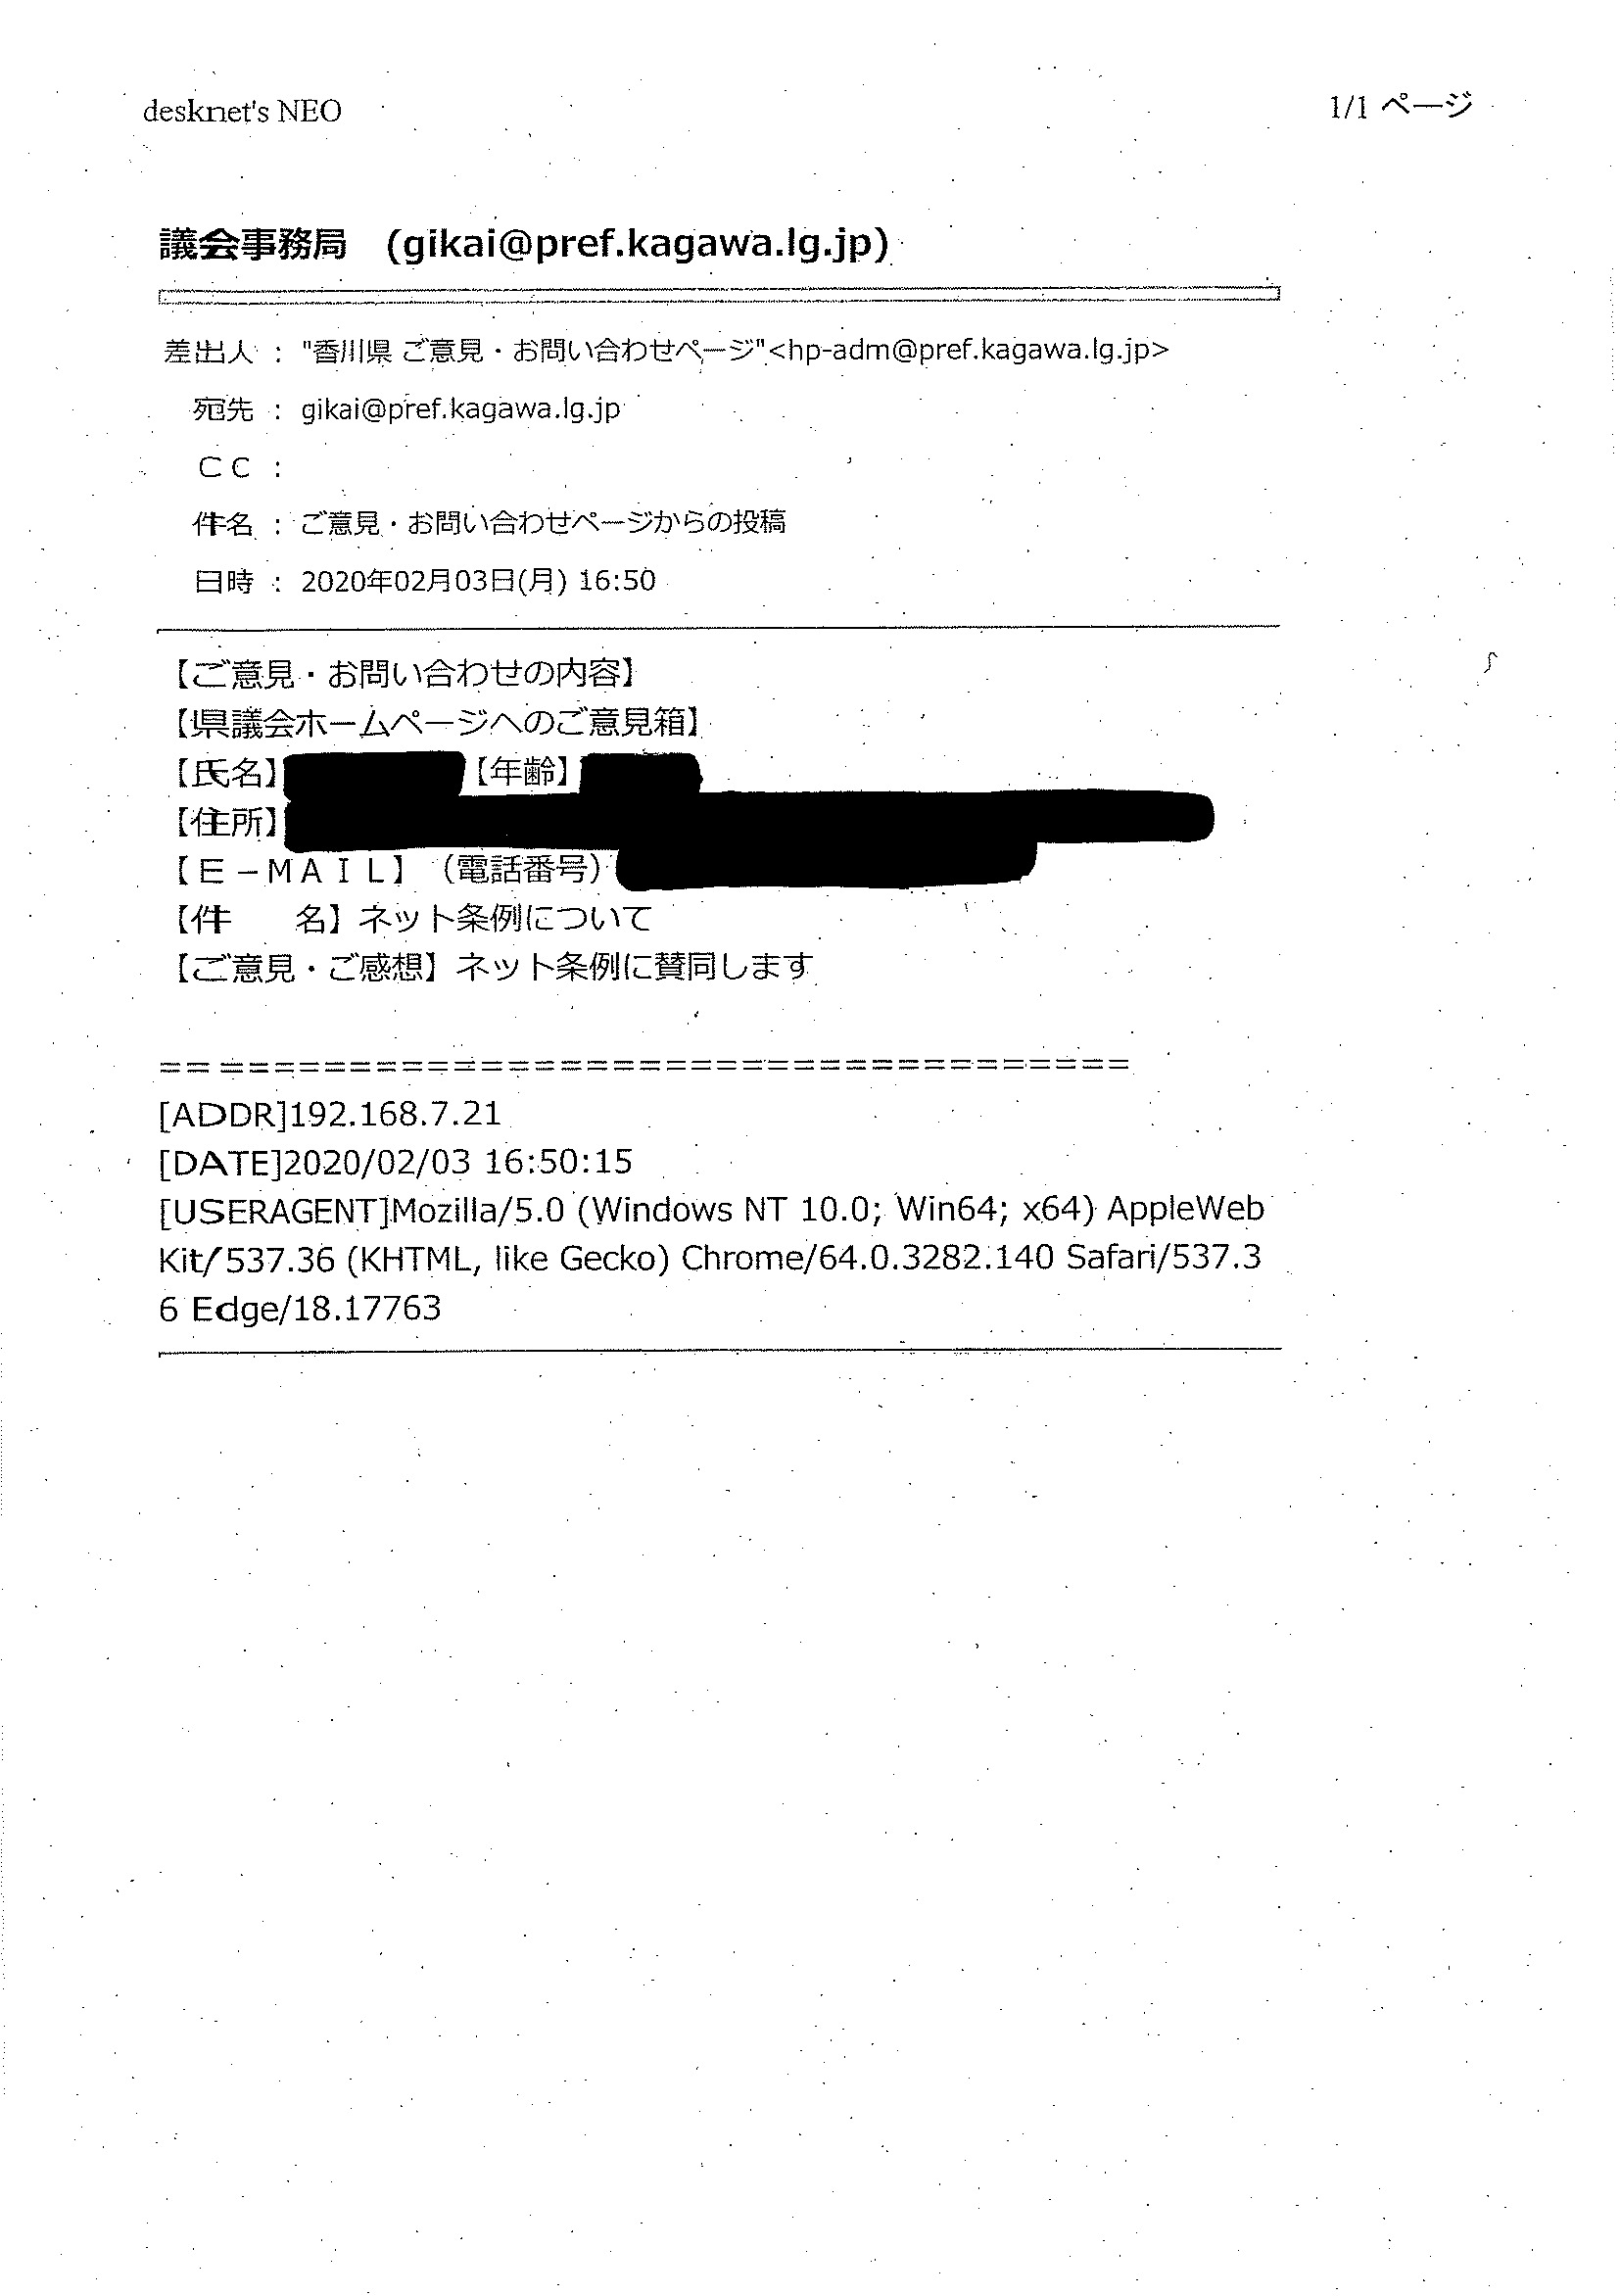 desknet's NEO
1/1 ページ
議会事務局 (gikai@pref.kagawa.lg.jp)
差出人 : "香川県 ご意見・お問い合わせページ"<hp-adm@pref.kagawa.lg.jp>
宛先 : gikai@pref.kagawa.lg.jp
ＣＣ :
件名 : ご意見・お問い合わせページからの投稿
日時 : 2020年02月03日(月) 16:50
【ご意見・お問い合わせの内容】
【県議会ホームページへのご意見箱】
【氏名】 【年齢】
【住所】
【Ｅ－ＭＡＩＬ】（電話番号）
【件　　名】ネット条例について
【ご意見・ご感想】ネット条例に賛同します
=====================================
[ADDR]192.168.7.21
[DATE]2020/02/03 16:50:15
[USERAGENT]Mozilla/5.0 (Windows NT 10.0; Win64; x64) AppleWeb
Kit/537.36 (KHTML, like Gecko) Chrome/64.0.3282.140 Safari/537.3
6 Edge/18.17763